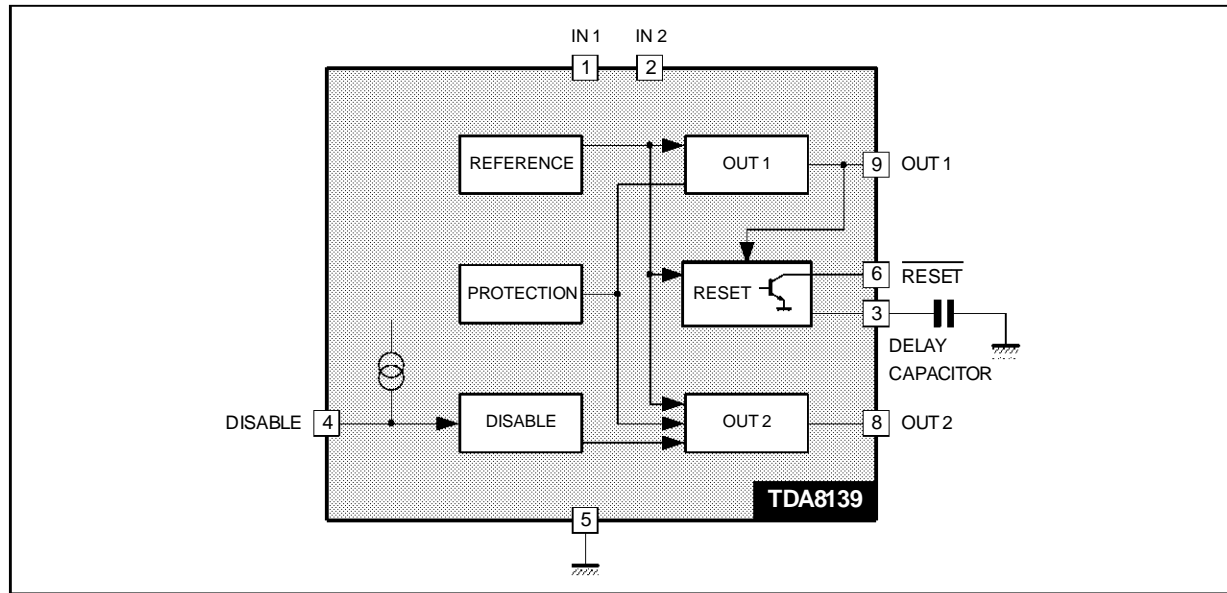 IN 1 IN 2
1 2
REFERENCE OUT 1 9 OUT 1
PROTECTION RESET 6 RESET
3
DELAY
CAPACITOR
DISABLE 4 DISABLE OUT 2 8 OUT 2
TDA8139
5